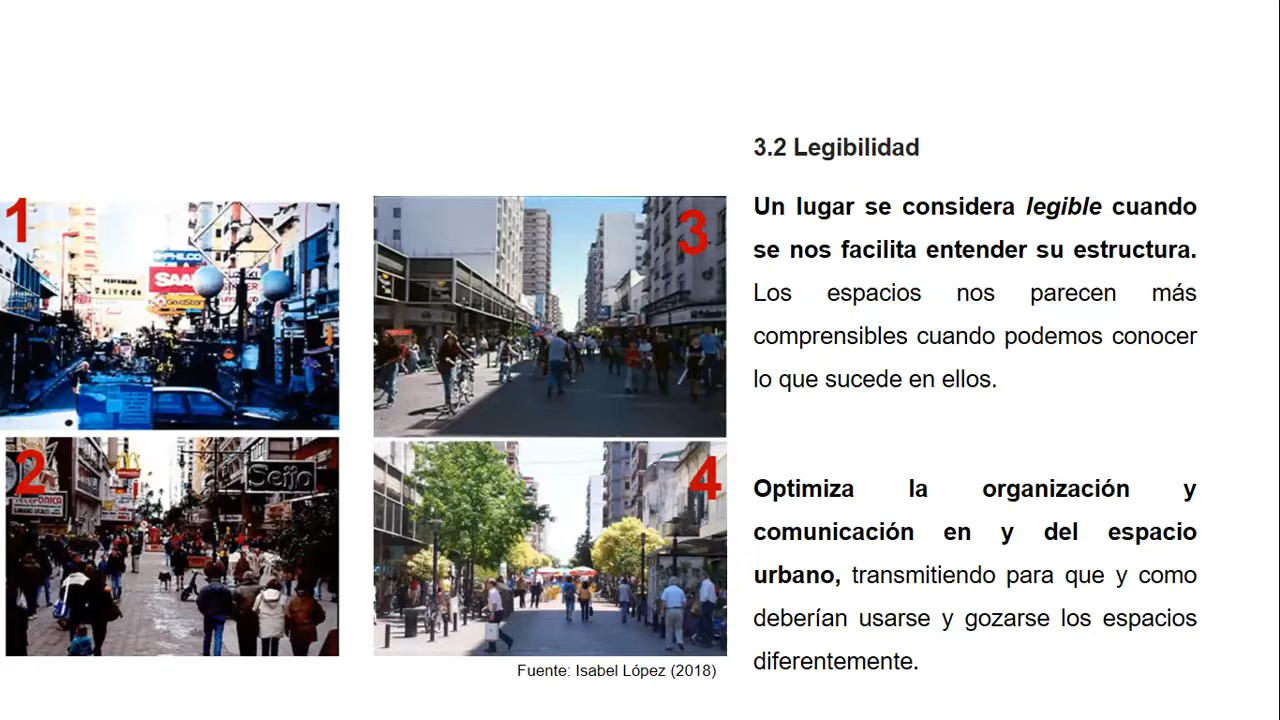 3.2 Legibilidad
Un lugar se considera legible cuando
se nos facilita entender su estructura.
Los espacios nos parecen más
comprensibles cuando podemos conocer
lo que sucede en ellos.
Optimiza la organización y
comunicación en y del espacio
urbano, transmitiendo para que y como
deberían usarse y gozarse los espacios
diferentemente.
1
PHILCO
3
2
Seijo
4
Fuente: Isabel López (2018)